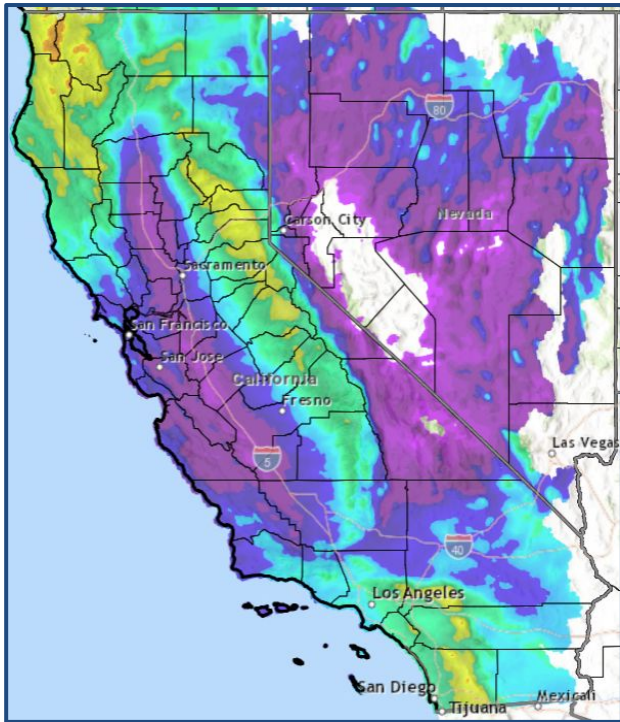 80
Carson City
Nevada
Sacramento
San Francisco
San Jose
California
Fresno
5
Las Vegas
40
Los Angeles
San Diego
Tijuana
Mexicali